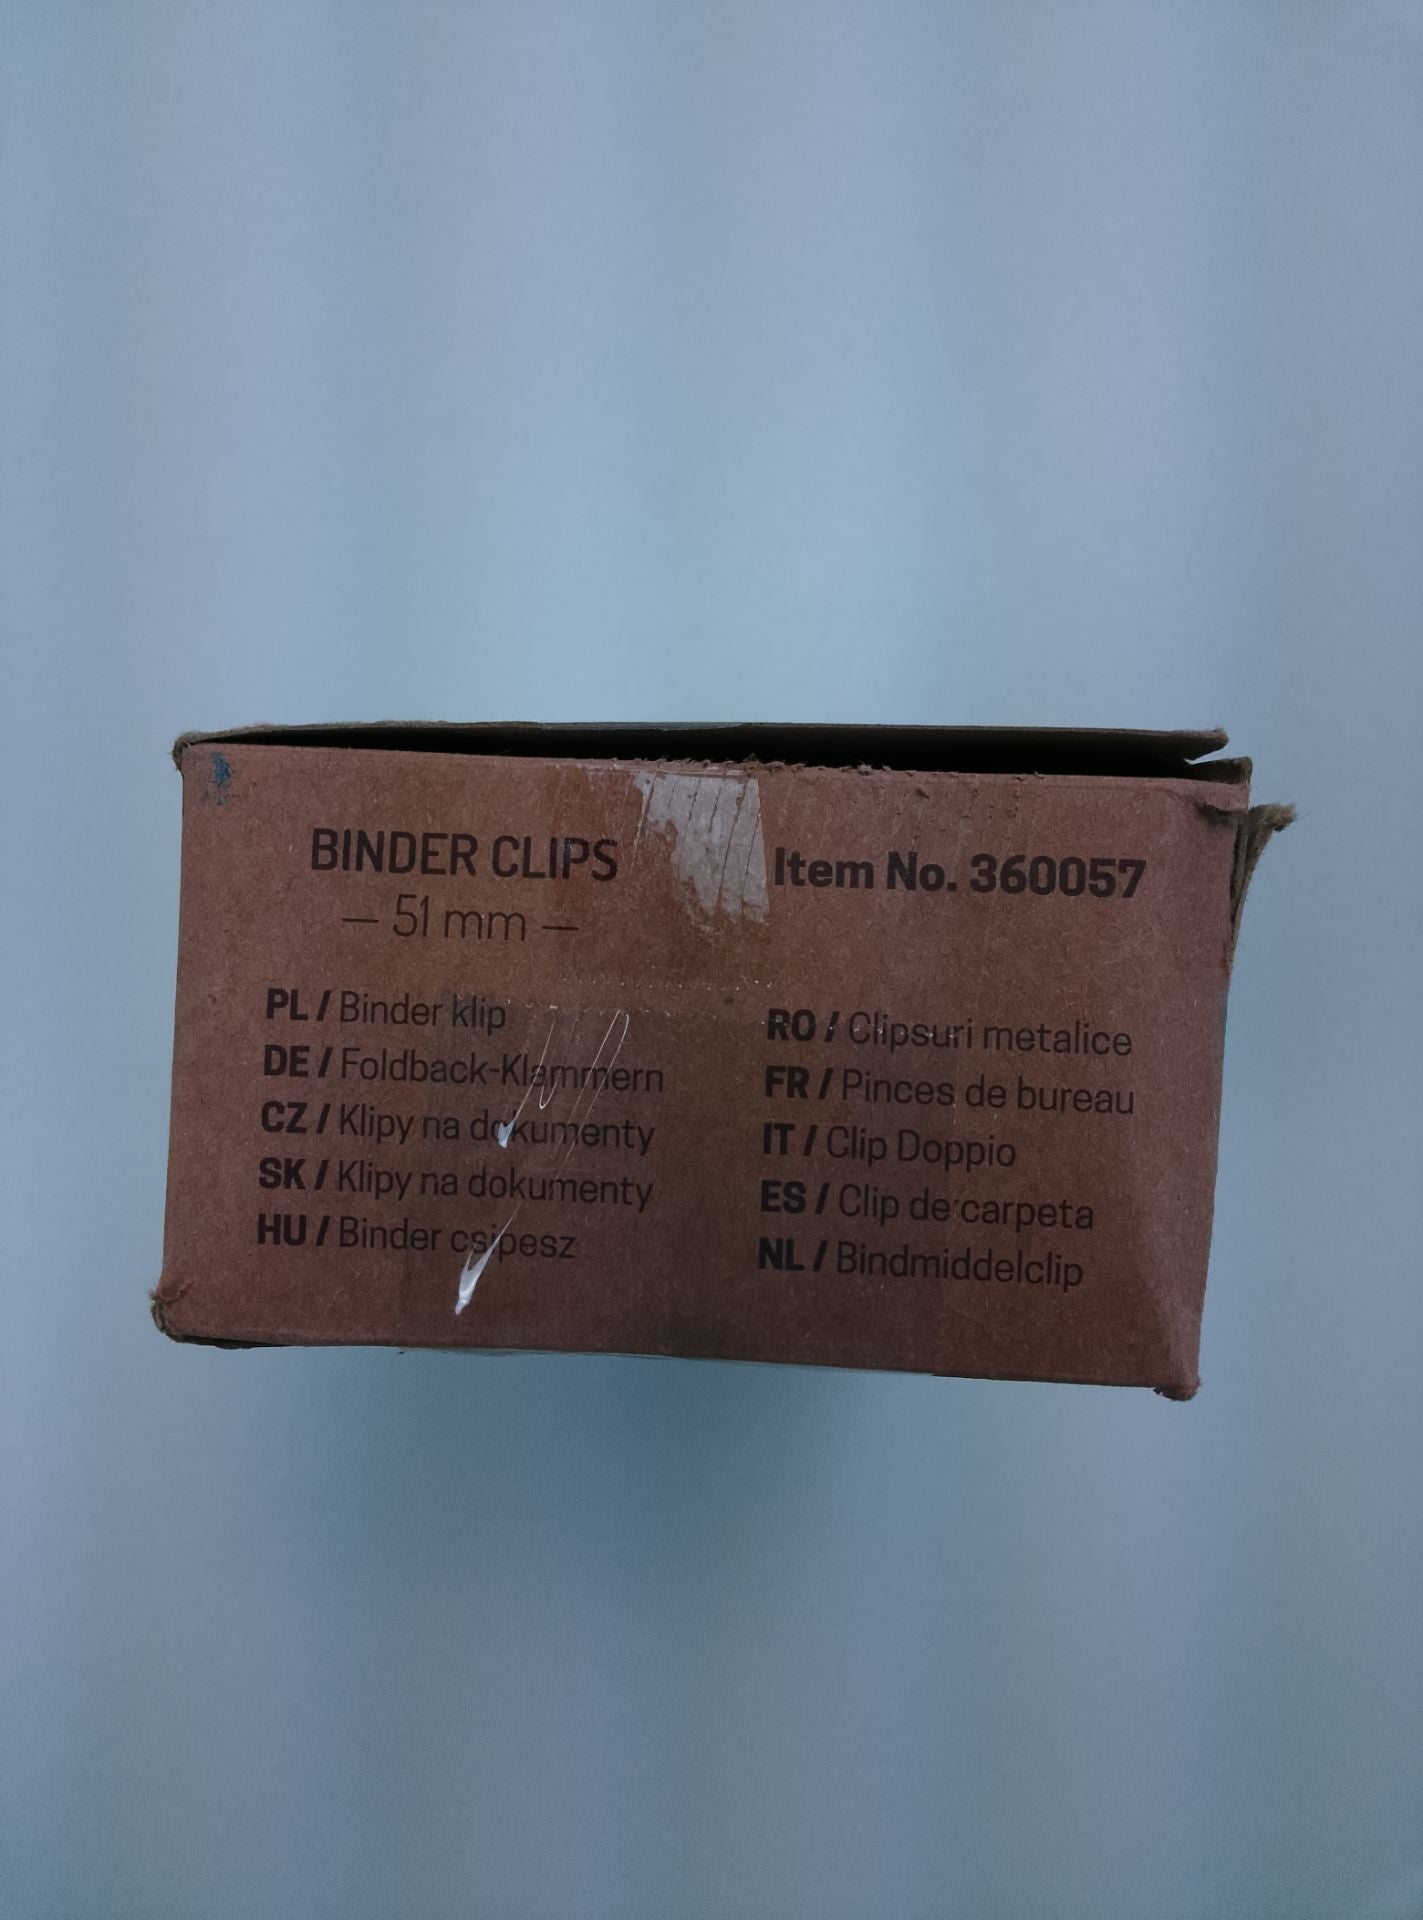 BINDER CLIPS
— 51 mm —
Item No. 360057
PL / Binder klip
DE / Foldback-Klammern
CZ / Klipy na dokumenty
SK / Klipy na dokumenty
HU / Binder csipesz
RO / Clipsuri metalice
FR / Pinces de bureau
IT / Clip Doppio
ES / Clip de carpeta
NL / Bindmiddelclip